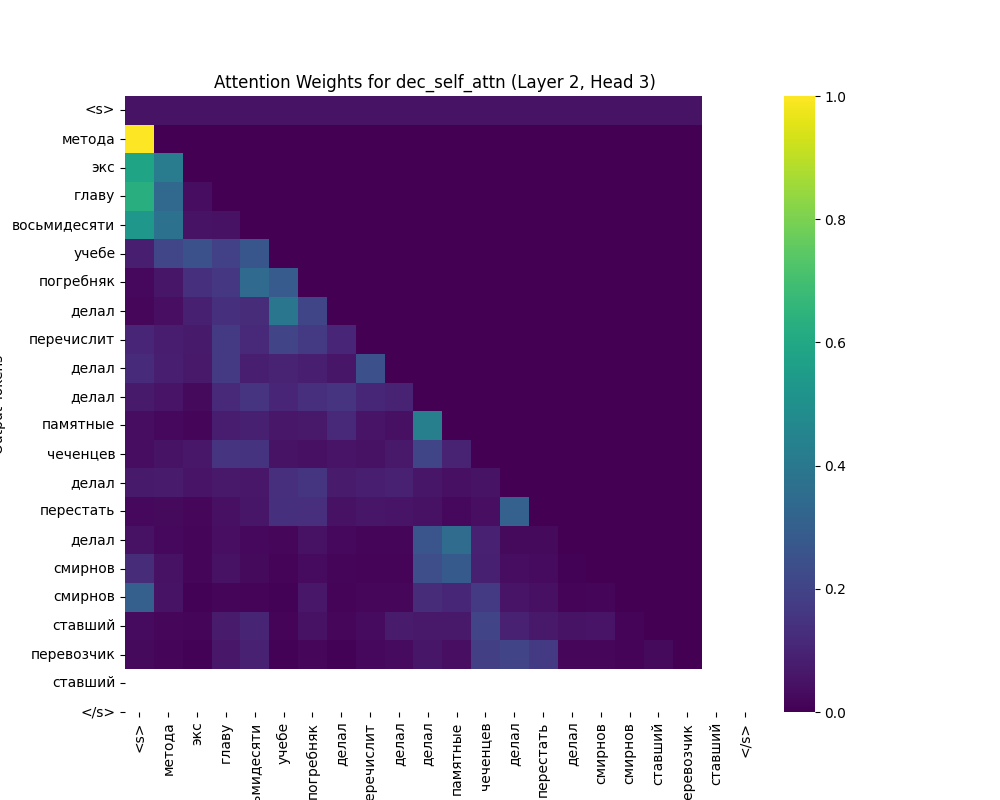 Attention Weights for dec_self_attn (Layer 2, Head 3)
<s>
метода
экс
главу
восьмидесяти
учебе
погребняк
делал
перечислит
делал
делал
памятные
чеченцев
делал
перестать
делал
смирнов
смирнов
ставший
перевозчик
ставший
</s>
<s>
метода
экс
главу
ьмидесяти
учебе
погребняк
делал
еречислит
делал
делал
памятные
чеченцев
делал
перестать
делал
смирнов
смирнов
ставший
еревозчик
ставший
</s>
1.0
0.8
0.6
0.4
0.2
0.0